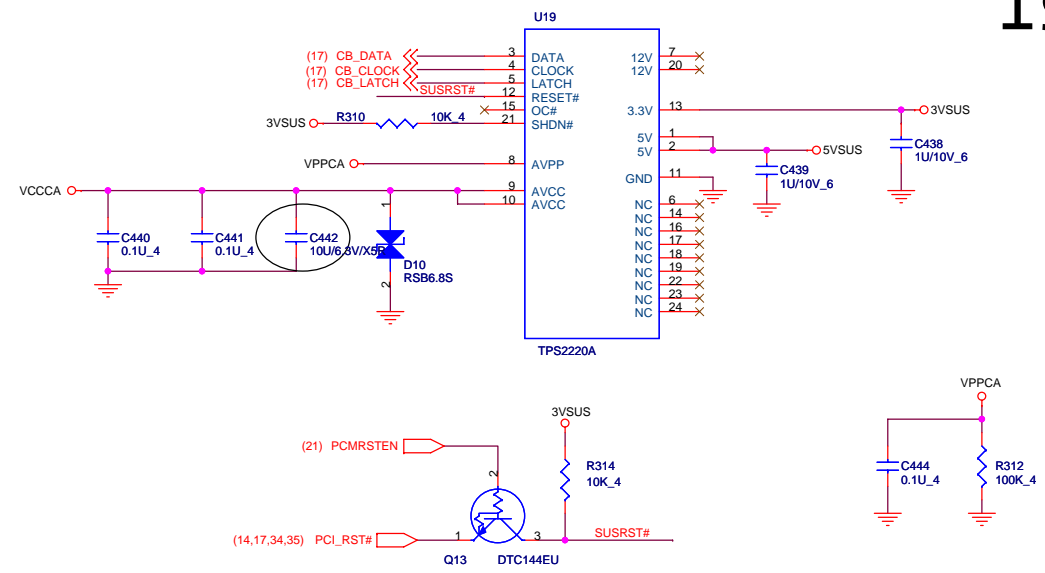 19
U19
(17) CB_DATA 3 DATA 12V 7
(17) CB_CLOCK 4 CLOCK 12V 20
(17) CB_LATCH 5 LATCH
SUSRST# 12 RESET#
15 OC# 3.3V 13 3VSUS
3VSUS R310 10K_4 21 SHDN#
5V 1
5V 2 5VSUS
C438
1U/10V_6
C439
1U/10V_6
VPPCA 8 AVPP
GND 11
VCCCA 9 AVCC
10 AVCC
NC 6
NC 14
NC 16
NC 17
NC 18
NC 19
NC 22
NC 23
NC 24
C440
0.1U_4
C441
0.1U_4
C442
10U/6.3V/X5R
1
D10
RSB6.8S
2
TPS2220A
3VSUS
VPPCA
(21) PCMRSTEN
2
R314
10K_4
C444
0.1U_4
R312
100K_4
(14,17,34,35) PCI_RST# 1 3 SUSRST#
Q13 DTC144EU